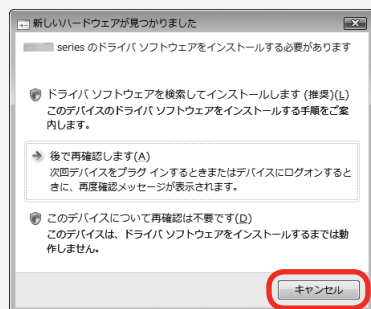 新しいハードウェアが見つかりました
series のドライバ ソフトウェアをインストールする必要があります
ドライバ ソフトウェアを検索してインストールします (推奨)(L)
このデバイスのドライバ ソフトウェアをインストールする手順をご案
内します。
後で再確認します(A)
次回デバイスをプラグ インするときまたはデバイスにログオンすると
きに、再度確認メッセージが表示されます。
このデバイスについて再確認は不要です(D)
このデバイスは、ドライバ ソフトウェアをインストールするまでは動
作しません。
キャンセル